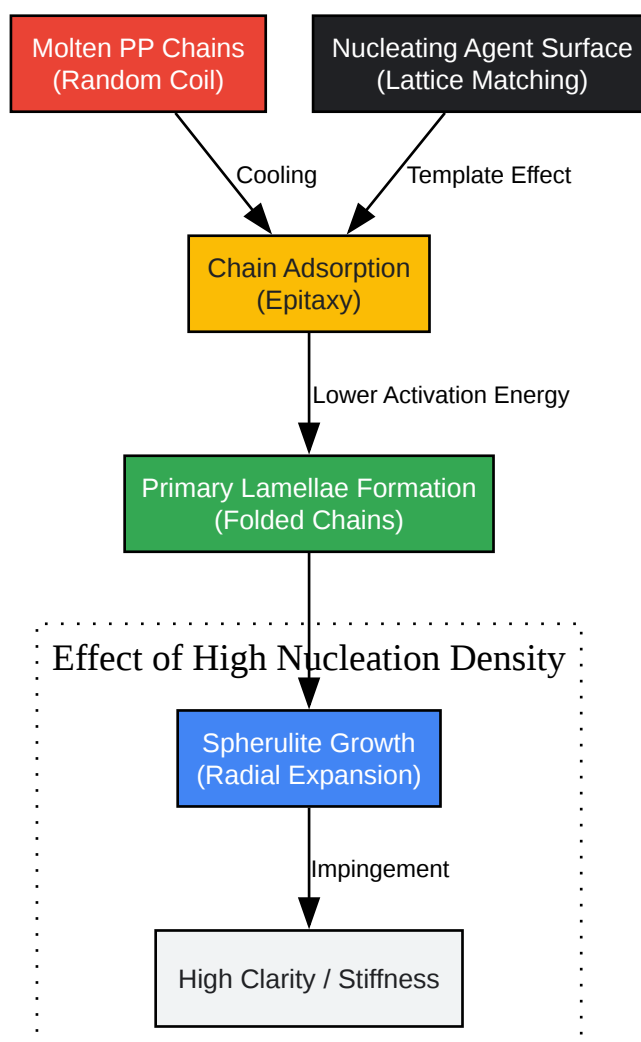 Molten PP Chains
(Random Coil)
Nucleating Agent Surface
(Lattice Matching)
Cooling
Template Effect
Chain Adsorption
(Epitaxy)
Lower Activation Energy
Primary Lamellae Formation
(Folded Chains)
Effect of High Nucleation Density
Spherulite Growth
(Radial Expansion)
Impingement
High Clarity / Stiffness